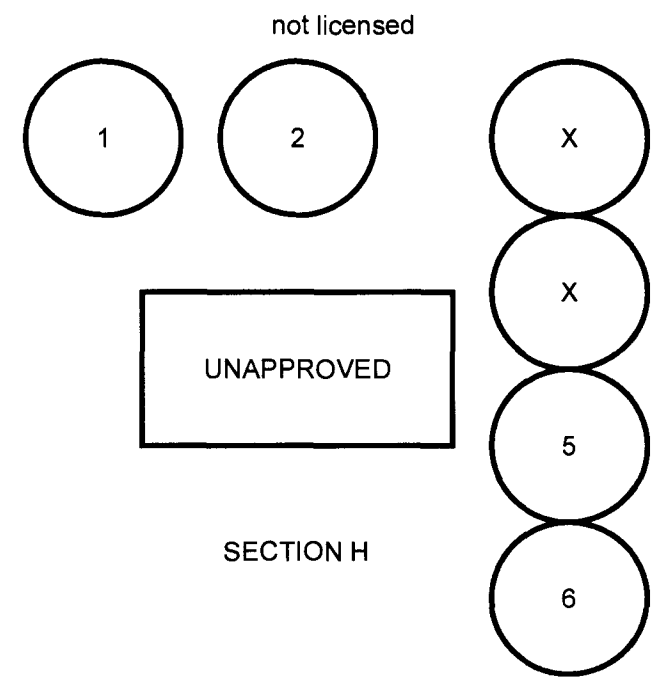 not licensed
1 2 X
X
UNAPPROVED
5
SECTION H
6